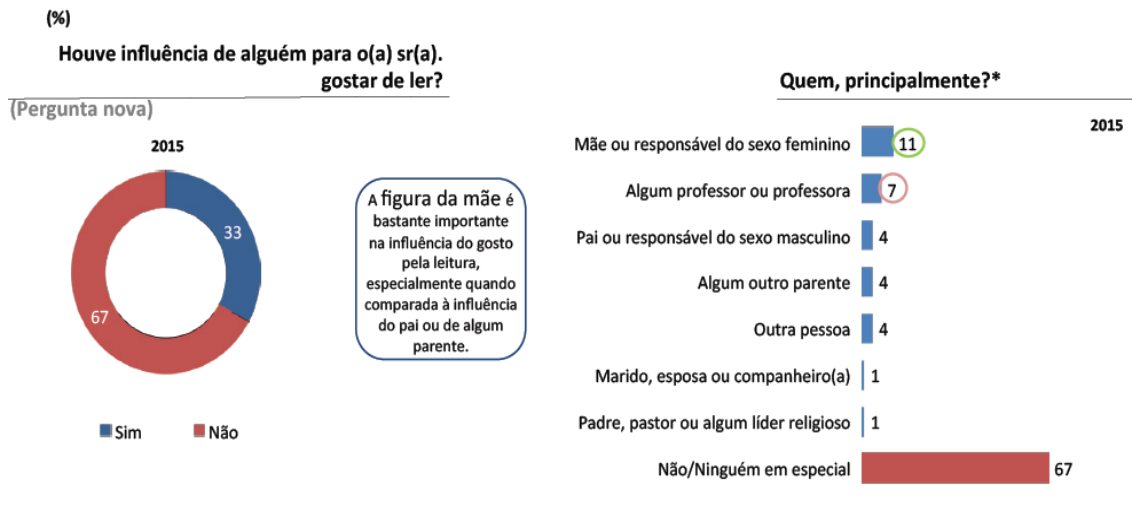 (%)
Houve influência de alguém para o(a) sr(a).
gostar de ler?
(Pergunta nova)
2015
33
67
Sim
Não
A figura da mãe é
bastante importante
na influência do gosto
pela leitura,
especialmente quando
comparada à influência
do pai ou de algum
parente.
Quem, principalmente?*
2015
Mãe ou responsável do sexo feminino 11
Algum professor ou professora 7
Pai ou responsável do sexo masculino 4
Algum outro parente 4
Outra pessoa 4
Marido, esposa ou companheiro(a) 1
Padre, pastor ou algum líder religioso 1
Não/Ninguém em especial 67